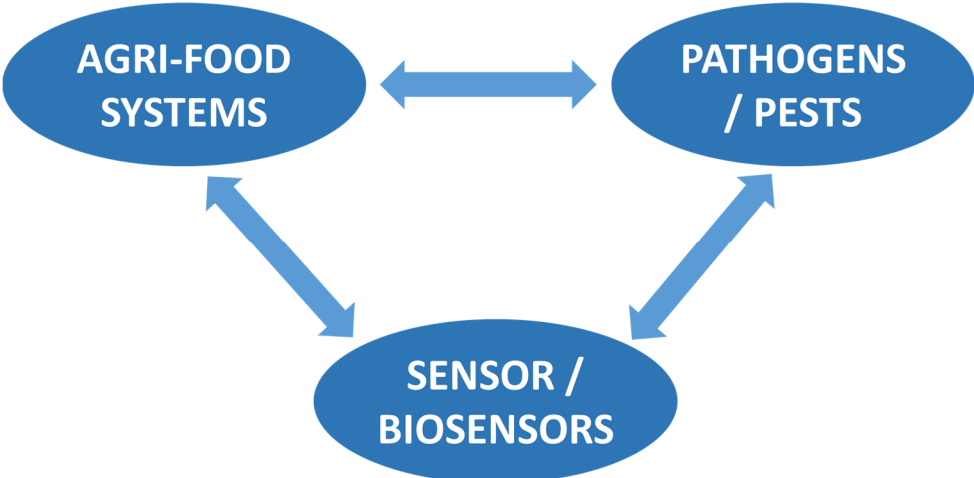 AGRI-FOOD
SYSTEMS
PATHOGENS
/ PESTS
SENSOR /
BIOSENSORS